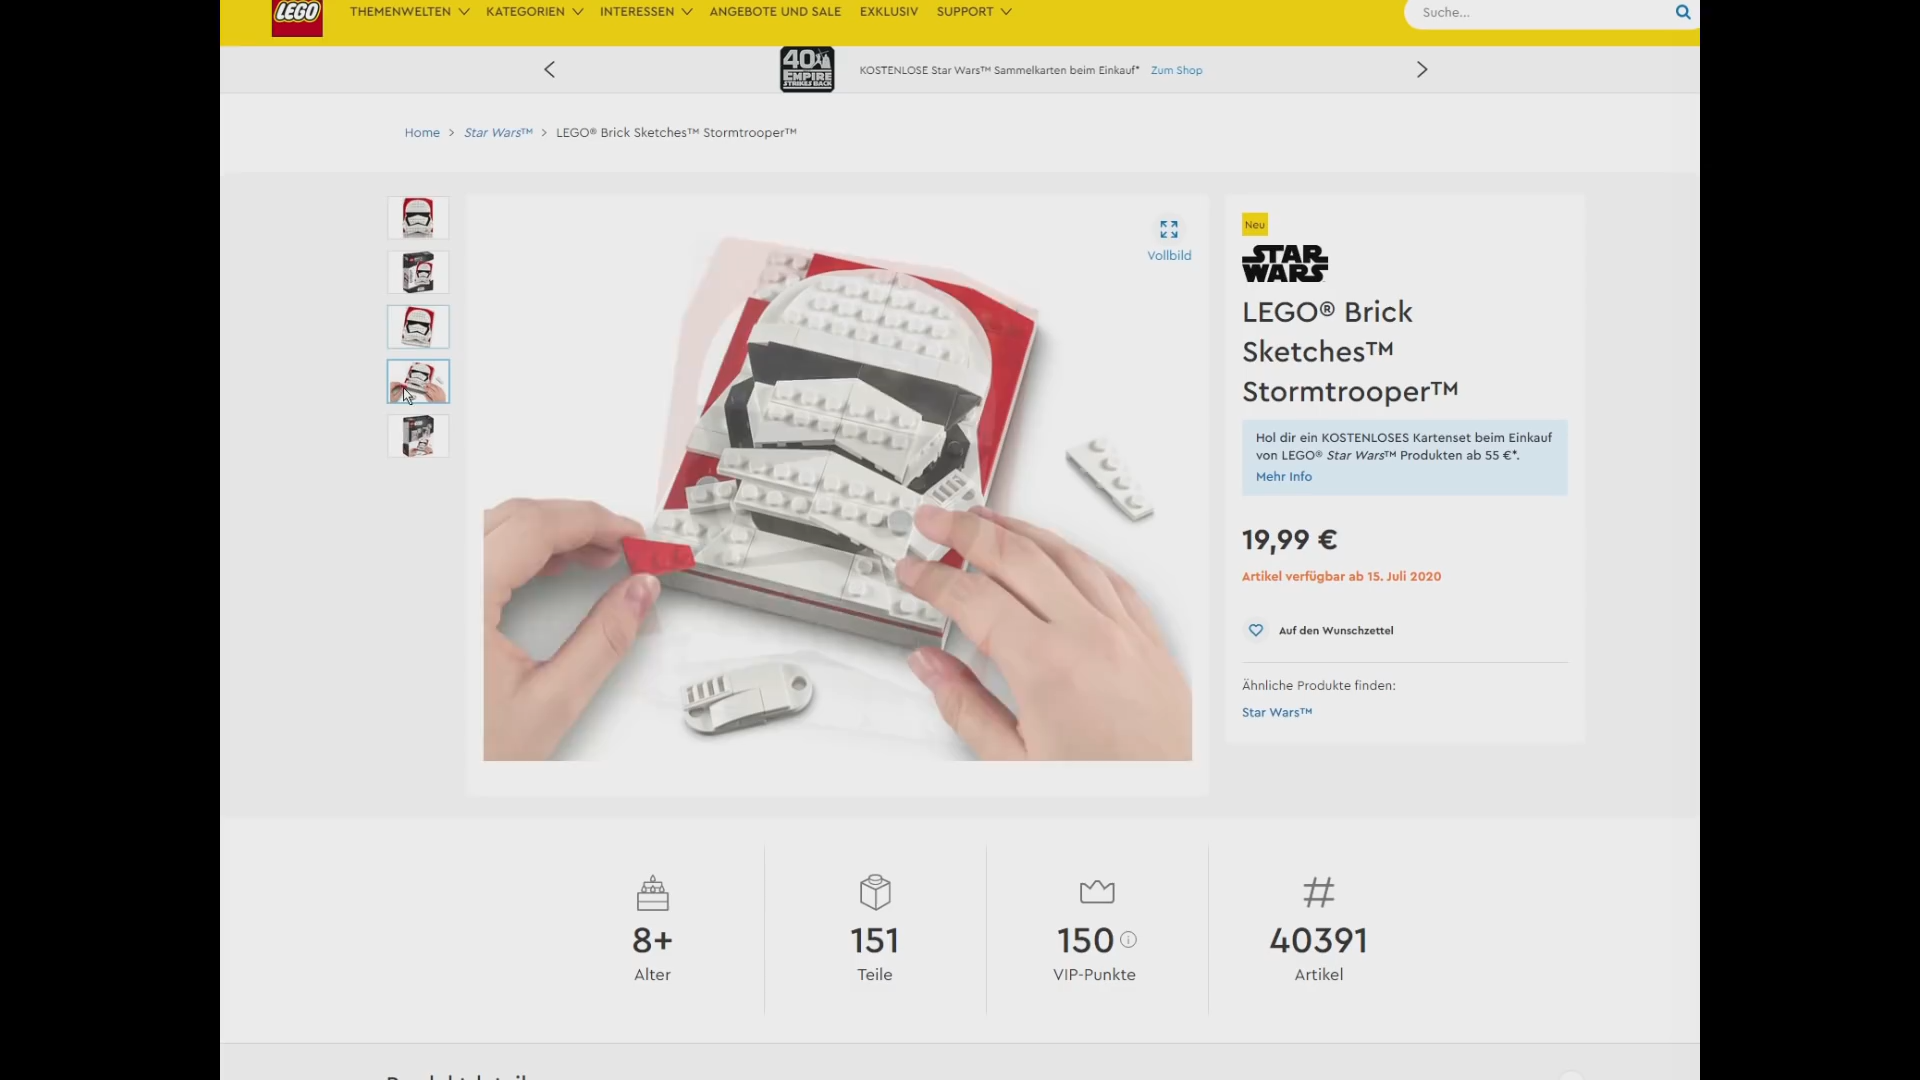 LEGO
THEMENWELTEN
KATEGORIEN
INTERESSEN
ANGEBOTE UND SALE
EXKLUSIV
SUPPORT
Suche...
40
EMPIRE
STRIKES BACK
KOSTENLOSE Star Wars™ Sammelkarten beim Einkauf* Zum Shop
Home > Star Wars™ > LEGO® Brick Sketches™ Stormtrooper™
Vollbild
Neu
STAR
WARS
LEGO® Brick
Sketches™
Stormtrooper™
Hol dir ein KOSTENLOSES Kartenset beim Einkauf
von LEGO® Star Wars™ Produkten ab 55 €*.
Mehr Info
19,99 €
Artikel verfügbar ab 15. Juli 2020
Auf den Wunschzettel
Ähnliche Produkte finden:
Star Wars™
8+
Alter
151
Teile
150
VIP-Punkte
#
40391
Artikel